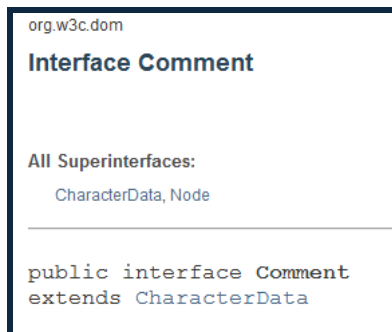 org.w3c.dom
Interface Comment
All Superinterfaces:
CharacterData, Node
public interface Comment
extends CharacterData